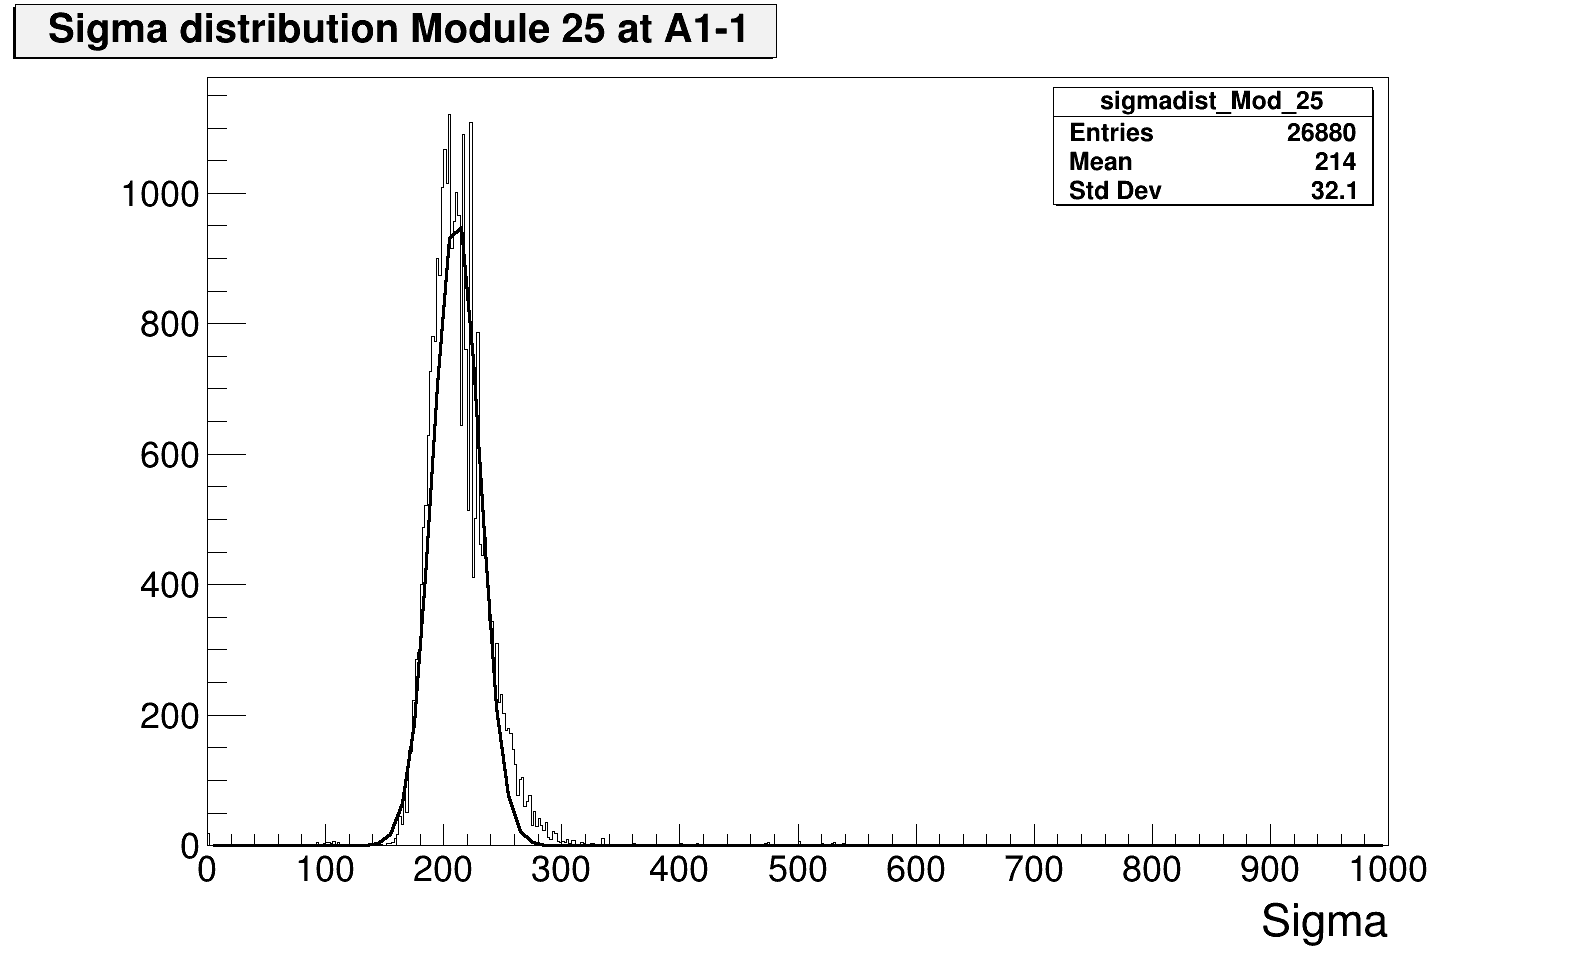 Sigma distribution Module 25 at A1-1
sigmadist_Mod_25
Entries 26880
Mean 214
Std Dev 32.1
1000
800
600
400
200
0
0 100 200 300 400 500 600 700 800 900 1000
Sigma